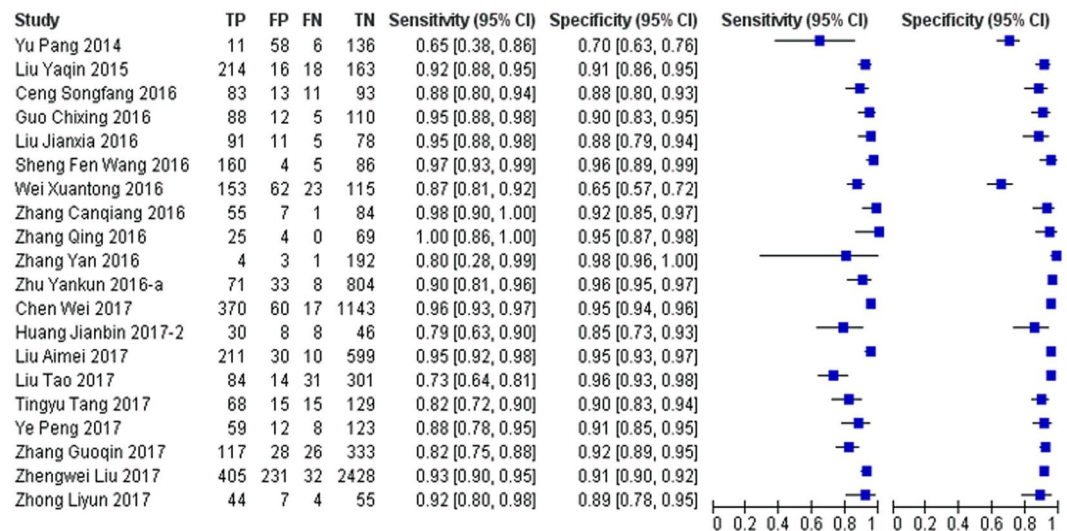 Study TP FP FN TN Sensitivity (95% CI) Specificity (95% CI) Sensitivity (95% CI) Specificity (95% CI)
Yu Pang 2014 11 58 6 136 0.65 [0.38, 0.86] 0.70 [0.63, 0.76]
Liu Yaqin 2015 214 16 18 163 0.92 [0.88, 0.95] 0.91 [0.86, 0.95]
Ceng Songfang 2016 83 13 11 93 0.88 [0.80, 0.94] 0.88 [0.80, 0.93]
Guo Chixing 2016 88 12 5 110 0.95 [0.88, 0.98] 0.90 [0.83, 0.95]
Liu Jianxia 2016 91 11 5 78 0.95 [0.88, 0.98] 0.88 [0.79, 0.94]
Sheng Fen Wang 2016 160 4 5 86 0.97 [0.93, 0.99] 0.96 [0.89, 0.99]
Wei Xuantong 2016 153 62 23 115 0.87 [0.81, 0.92] 0.65 [0.57, 0.72]
Zhang Canqiang 2016 55 7 1 84 0.98 [0.90, 1.00] 0.92 [0.85, 0.97]
Zhang Qing 2016 25 4 0 69 1.00 [0.86, 1.00] 0.95 [0.87, 0.98]
Zhang Yan 2016 4 3 1 192 0.80 [0.28, 0.99] 0.98 [0.96, 1.00]
Zhu Yankun 2016-a 71 33 8 804 0.90 [0.81, 0.96] 0.96 [0.95, 0.97]
Chen Wei 2017 370 60 17 1143 0.96 [0.93, 0.97] 0.95 [0.94, 0.96]
Huang Jianbin 2017-2 30 8 8 46 0.79 [0.63, 0.90] 0.85 [0.73, 0.93]
Liu Aimei 2017 211 30 10 599 0.95 [0.92, 0.98] 0.95 [0.93, 0.97]
Liu Tao 2017 84 14 31 301 0.73 [0.64, 0.81] 0.96 [0.93, 0.98]
Tingyu Tang 2017 68 15 15 129 0.82 [0.72, 0.90] 0.90 [0.83, 0.94]
Ye Peng 2017 59 12 8 123 0.88 [0.78, 0.95] 0.91 [0.85, 0.95]
Zhang Guoqin 2017 117 28 26 333 0.82 [0.75, 0.88] 0.92 [0.89, 0.95]
Zhengwei Liu 2017 405 231 32 2428 0.93 [0.90, 0.95] 0.91 [0.90, 0.92]
Zhong Liyun 2017 44 7 4 55 0.92 [0.80, 0.98] 0.89 [0.78, 0.95]
0 0.2 0.4 0.6 0.8 1 0 0.2 0.4 0.6 0.8 1